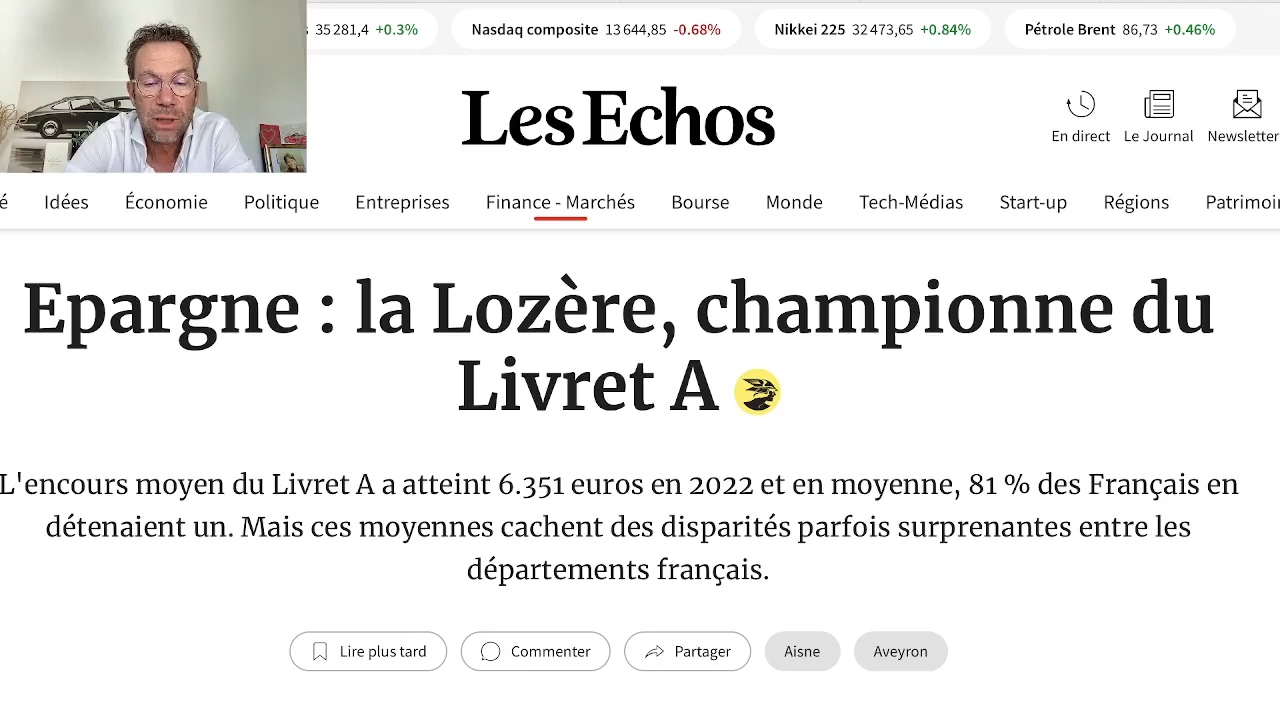 35 281,4 +0.3%
Nasdaq composite 13 644,85 -0.68%
Nikkei 225 32 473,65 +0.84%
Pétrole Brent 86,73 +0.46%
Les Echos
En direct
Le Journal
Newsletter
Idées
Économie
Politique
Entreprises
Finance - Marchés
Bourse
Monde
Tech-Médias
Start-up
Régions
Epargne : la Lozère, championne du
Livret A
L'encours moyen du Livret A a atteint 6.351 euros en 2022 et en moyenne, 81 % des Français en
détenaient un. Mais ces moyennes cachent des disparités parfois surprenantes entre les
départements français.
Lire plus tard
Commenter
Partager
Aisne
Aveyron